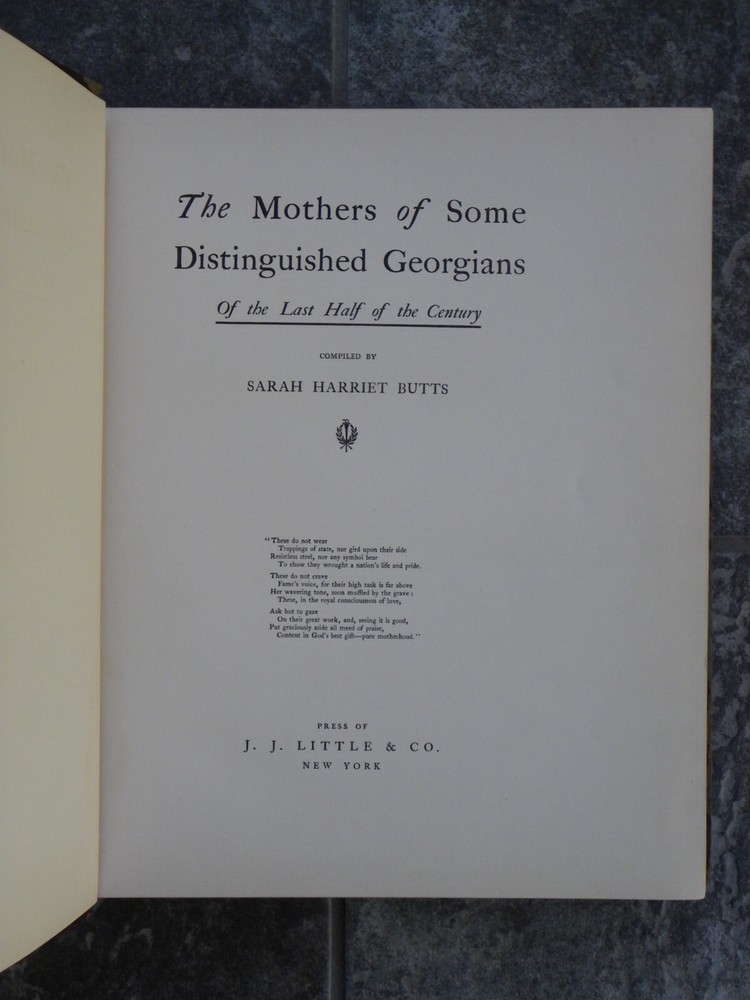 The Mothers of Some
Distinguished Georgians
Of the Last Half of the Century
COMPILED BY
SARAH HARRIET BUTTS
"These do not wear
Trappings of state, nor gird upon their side
Resistless steel, nor any symbol bear
To show they wrought a nation's life and pride.
These do not crave
Fame's voice, for their high task is far above
Her wavering tone, soon muffled by the grave:
These, in the royal consciousness of love,
Ask but to gaze
On their great work, and, seeing it is good,
Put graciously aside all meed of praise,
Content in God's best gift—pure motherhood."
PRESS OF
J. J. LITTLE & CO.
NEW YORK